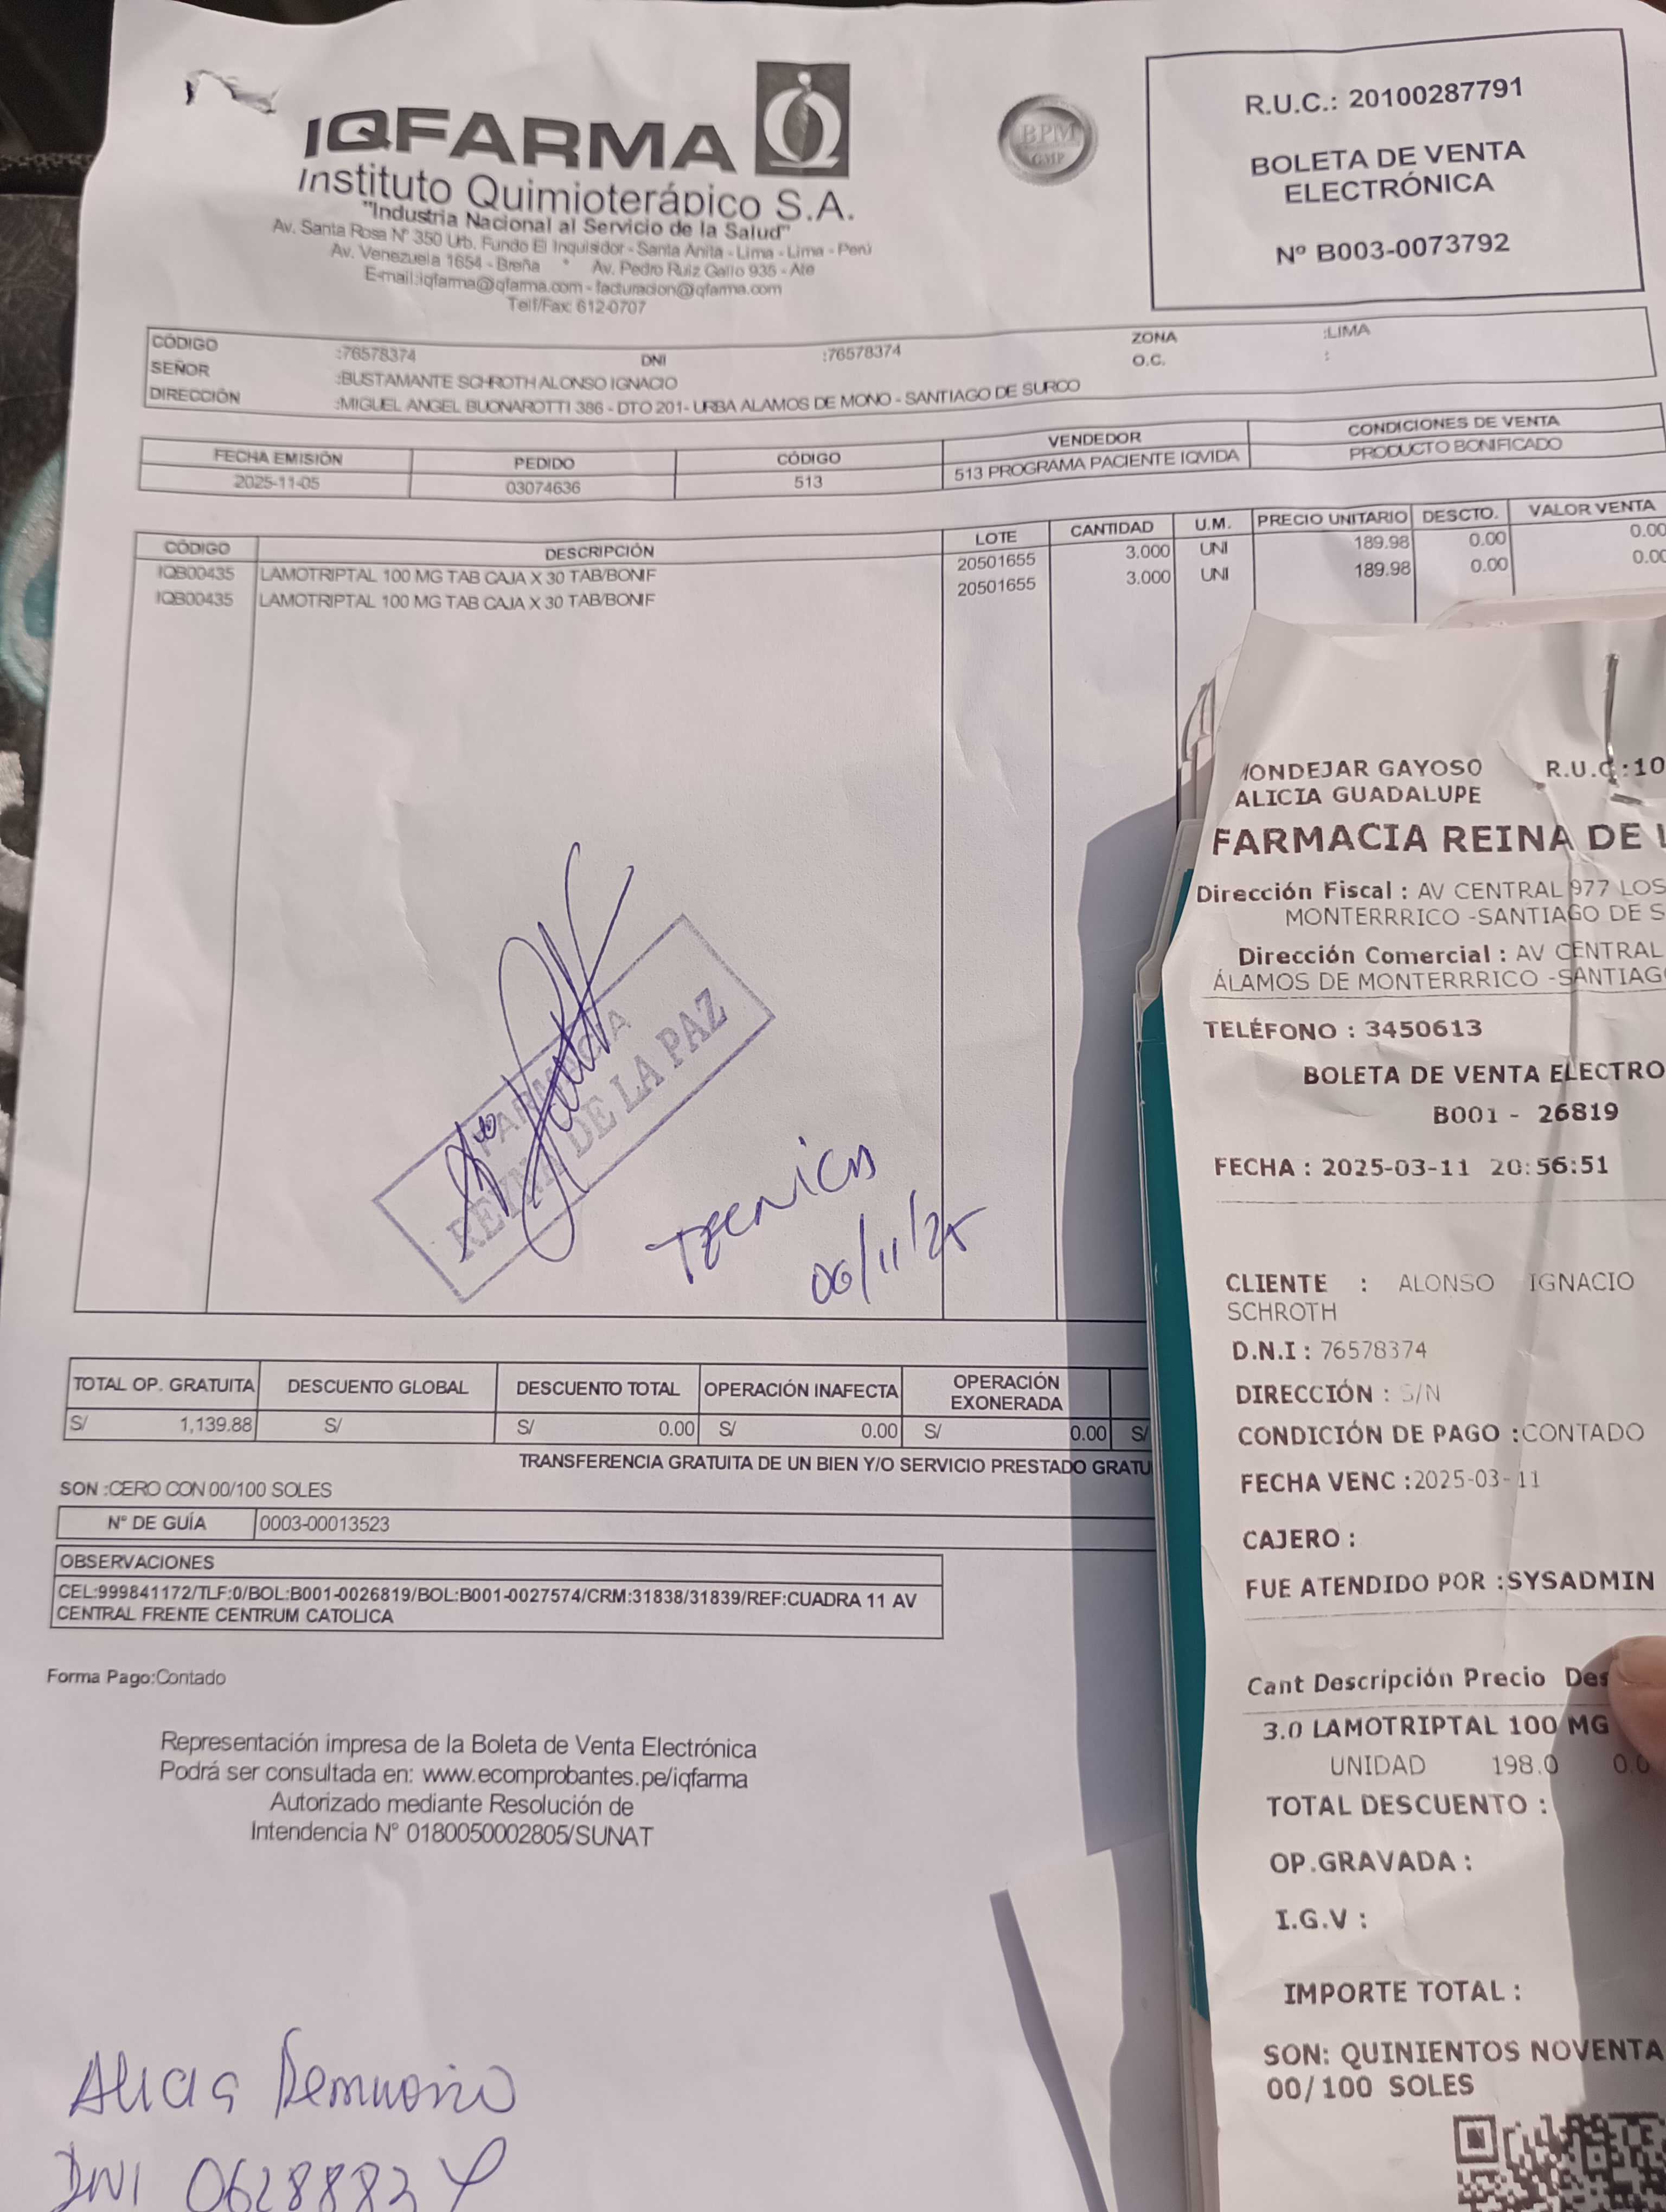 IQFARMA
Instituto Quimioterápico S.A.
"Industria Nacional al Servicio de la Salud"
Av. Santa Rosa N° 350 Urb. Fundo El Inquisidor - Santa Anita - Lima - Lima - Perú
Av. Venezuela 1654 - Breña * Av. Pedro Ruiz Gallo 935 - Ate
E-mail:iqfarma@iqfarma.com - facturacion@iqfarma.com
Telf/Fax: 612-0707
BPM
GMP
R.U.C.: 20100287791
BOLETA DE VENTA
ELECTRÓNICA
Nº B003-0073792
CÓDIGO :76578374 DNI :76578374 ZONA :LIMA
SEÑOR :BUSTAMANTE SCHROTH ALONSO IGNACIO O.C. :
DIRECCIÓN :MIGUEL ANGEL BUONAROTTI 386 - DTO 201- URBA ALAMOS DE MONO - SANTIAGO DE SURCO
FECHA EMISIÓN PEDIDO CÓDIGO VENDEDOR CONDICIONES DE VENTA
2025-11-05 03074636 513 513 PROGRAMA PACIENTE IQVIDA PRODUCTO BONIFICADO
CÓDIGO DESCRIPCIÓN LOTE CANTIDAD U.M. PRECIO UNITARIO DESCTO. VALOR VENTA
IQB00435 LAMOTRIPTAL 100 MG TAB CAJA X 30 TAB/BONIF 20501655 3.000 UNI 189.98 0.00 0.00
IQB00435 LAMOTRIPTAL 100 MG TAB CAJA X 30 TAB/BONIF 20501655 3.000 UNI 189.98 0.00 0.00
FARMACIA
REYNA DE LA PAZ
Tecnica
06/11/25
TOTAL OP. GRATUITA DESCUENTO GLOBAL DESCUENTO TOTAL OPERACIÓN INAFECTA OPERACIÓN EXONERADA
S/ 1,139.88 S/ S/ 0.00 S/ 0.00 S/ 0.00 S/
TRANSFERENCIA GRATUITA DE UN BIEN Y/O SERVICIO PRESTADO GRATU
SON :CERO CON 00/100 SOLES
N° DE GUÍA 0003-00013523
OBSERVACIONES
CEL:999841172/TLF:0/BOL:B001-0026819/BOL:B001-0027574/CRM:31838/31839/REF:CUADRA 11 AV
CENTRAL FRENTE CENTRUM CATOLICA
Forma Pago:Contado
Representación impresa de la Boleta de Venta Electrónica
Podrá ser consultada en: www.ecomprobantes.pe/iqfarma
Autorizado mediante Resolución de
Intendencia N° 0180050002805/SUNAT
Alicia
DNI
MONDEJAR GAYOSO R.U.C.:10
ALICIA GUADALUPE
FARMACIA REINA DE L
Dirección Fiscal : AV CENTRAL 977 LOS
MONTERRRICO -SANTIAGO DE S
Dirección Comercial : AV CENTRAL
ÁLAMOS DE MONTERRRICO -SANTIAG
TELÉFONO : 3450613
BOLETA DE VENTA ELECTRO
B001 - 26819
FECHA : 2025-03-11 20:56:51
CLIENTE : ALONSO IGNACIO
SCHROTH
D.N.I : 76578374
DIRECCIÓN : S/N
CONDICIÓN DE PAGO :CONTADO
FECHA VENC :2025-03-11
CAJERO :
FUE ATENDIDO POR :SYSADMIN
Cant Descripción Precio Des
3.0 LAMOTRIPTAL 100 MG
UNIDAD 198.0 0.0
TOTAL DESCUENTO :
OP.GRAVADA :
I.G.V :
IMPORTE TOTAL :
SON: QUINIENTOS NOVENTA
00/100 SOLES